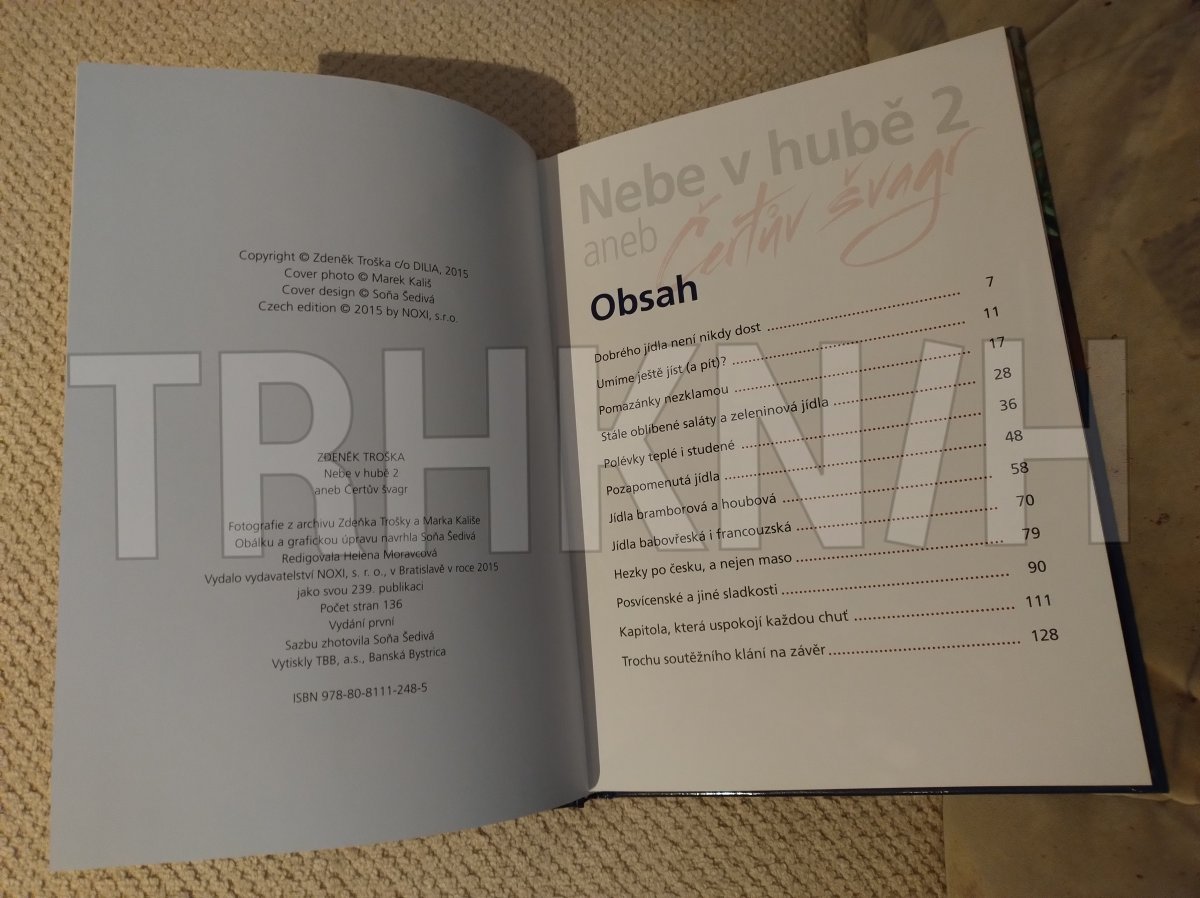 Copyright © Zdeněk Troška c/o DILIA, 2015
Cover photo © Marek Kališ
Cover design © Soňa Šedivá
Czech edition © 2015 by NOXI, s.r.o.
ZDENĚK TROŠKA
Nebe v hubě 2
aneb Čertův švagr
Fotografie z archivu Zdeňka Trošky a Marka Kališe
Obálku a grafickou úpravu navrhla Soňa Šedivá
Redigovala Helena Moravcová
Vydalo vydavatelství NOXI, s. r. o., v Bratislavě v roce 2015
jako svou 239. publikaci
Počet stran 136
Vydání první
Sazbu zhotovila Soňa Šedivá
Vytiskly TBB, a.s., Banská Bystrica
ISBN 978-80-8111-248-5
Nebe v hubě 2
aneb Čertův švagr
Obsah
Dobrého jídla není nikdy dost .......... 7
Umíme ještě jíst (a pít)? .......... 11
Pomazánky nezklamou .......... 17
Stále oblíbené saláty a zeleninová jídla .......... 28
Polévky teplé i studené .......... 36
Pozapomenutá jídla .......... 48
Jídla bramborová a houbová .......... 58
Jídla babovřeská i francouzská .......... 70
Hezky po česku, a nejen maso .......... 79
Posvícenské a jiné sladkosti .......... 90
Kapitola, která uspokojí každou chuť .......... 111
Trochu soutěžního klání na závěr .......... 128
TRHKNIH